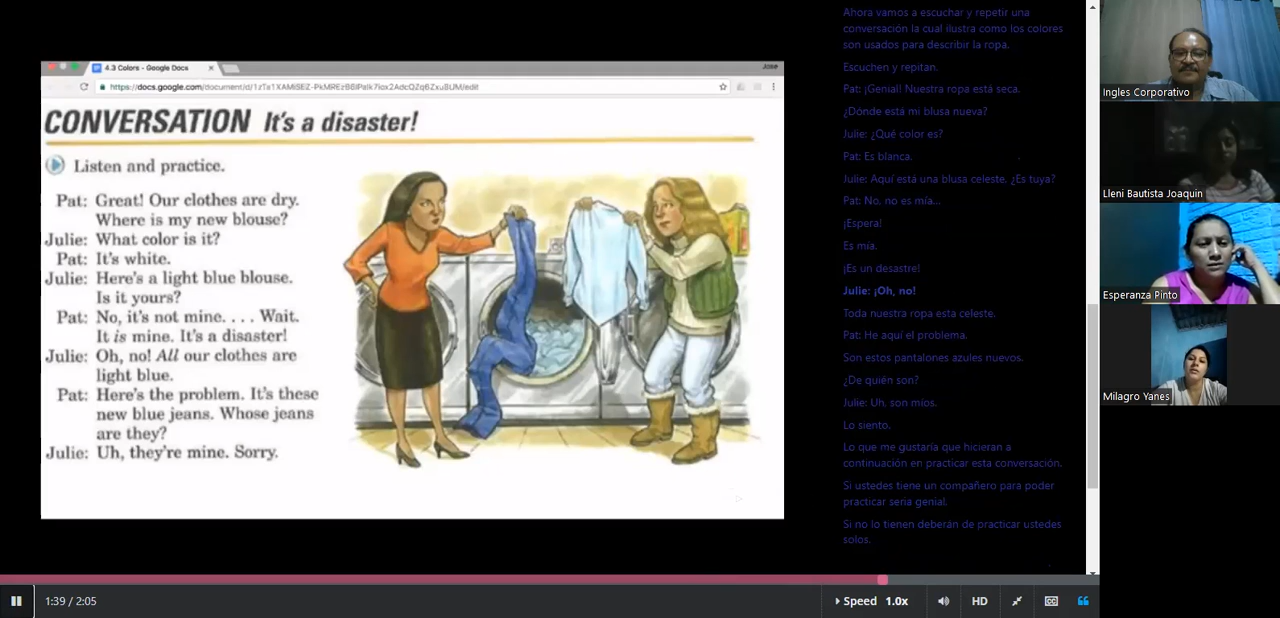 4.3 Colors - Google Docs
CONVERSATION It's a disaster!
Listen and practice.
Pat: Great! Our clothes are dry.
Where is my new blouse?
Julie: What color is it?
Pat: It's white.
Julie: Here's a light blue blouse.
Is it yours?
Pat: No, it's not mine. . . . Wait.
It is mine. It's a disaster!
Julie: Oh, no! All our clothes are
light blue.
Pat: Here's the problem. It's these
new blue jeans. Whose jeans
are they?
Julie: Uh, they're mine. Sorry.
Ahora vamos a escuchar y repetir una
conversación la cual ilustra como los colores
son usados para describir la ropa.
Escuchen y repitan.
Pat: ¡Genial! Nuestra ropa está seca.
¿Dónde está mi blusa nueva?
Julie: ¿Qué color es?
Pat: Es blanca.
Julie: Aquí está una blusa celeste. ¿Es tuya?
Pat: No, no es mía...
¡Espera!
Es mía.
¡Es un desastre!
Julie: ¡Oh, no!
Toda nuestra ropa esta celeste.
Pat: He aquí el problema.
Son estos pantalones azules nuevos.
¿De quién son?
Julie: Uh, son míos.
Lo siento.
Lo que me gustaría que hicieran a
continuación en practicar esta conversación.
Si ustedes tiene un compañero para poder
practicar seria genial.
Si no lo tienen deberán de practicar ustedes
solos.
1:39 / 2:05
Speed 1.0x
HD
CC
Ingles Corporativo
Lleni Bautista Joaquin
Esperanza Pinto
Milagro Yanes